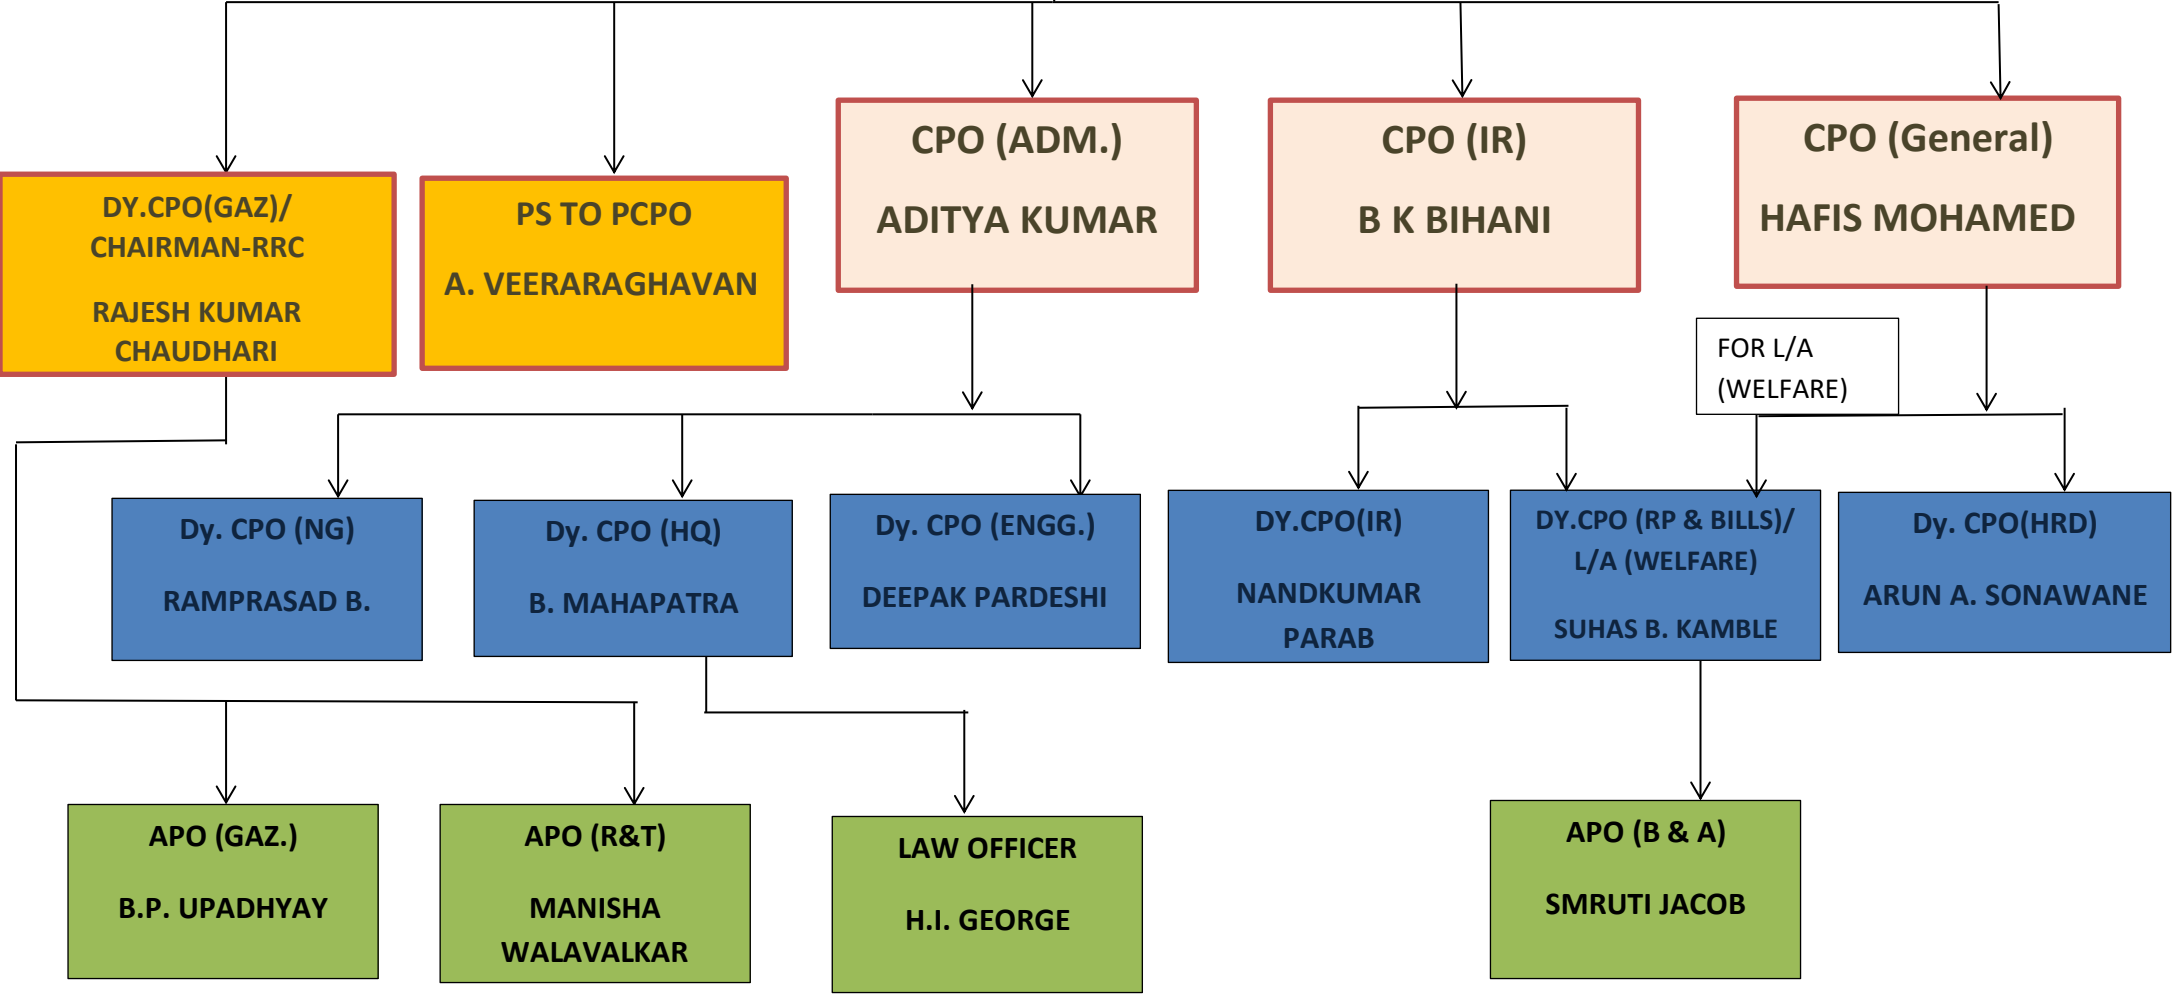 DY.CPO(GAZ)/
CHAIRMAN-RRC
RAJESH KUMAR
CHAUDHARI
PS TO PCPO
A. VEERARAGHAVAN
CPO (ADM.)
ADITYA KUMAR
CPO (IR)
B K BIHANI
CPO (General)
HAFIS MOHAMED
FOR L/A
(WELFARE)
Dy. CPO (NG)
RAMPRASAD B.
Dy. CPO (HQ)
B. MAHAPATRA
Dy. CPO (ENGG.)
DEEPAK PARDESHI
DY.CPO(IR)
NANDKUMAR
PARAB
DY.CPO (RP & BILLS)/
L/A (WELFARE)
SUHAS B. KAMBLE
Dy. CPO(HRD)
ARUN A. SONAWANE
APO (GAZ.)
B.P. UPADHYAY
APO (R&T)
MANISHA
WALAVALKAR
LAW OFFICER
H.I. GEORGE
APO (B & A)
SMRUTI JACOB